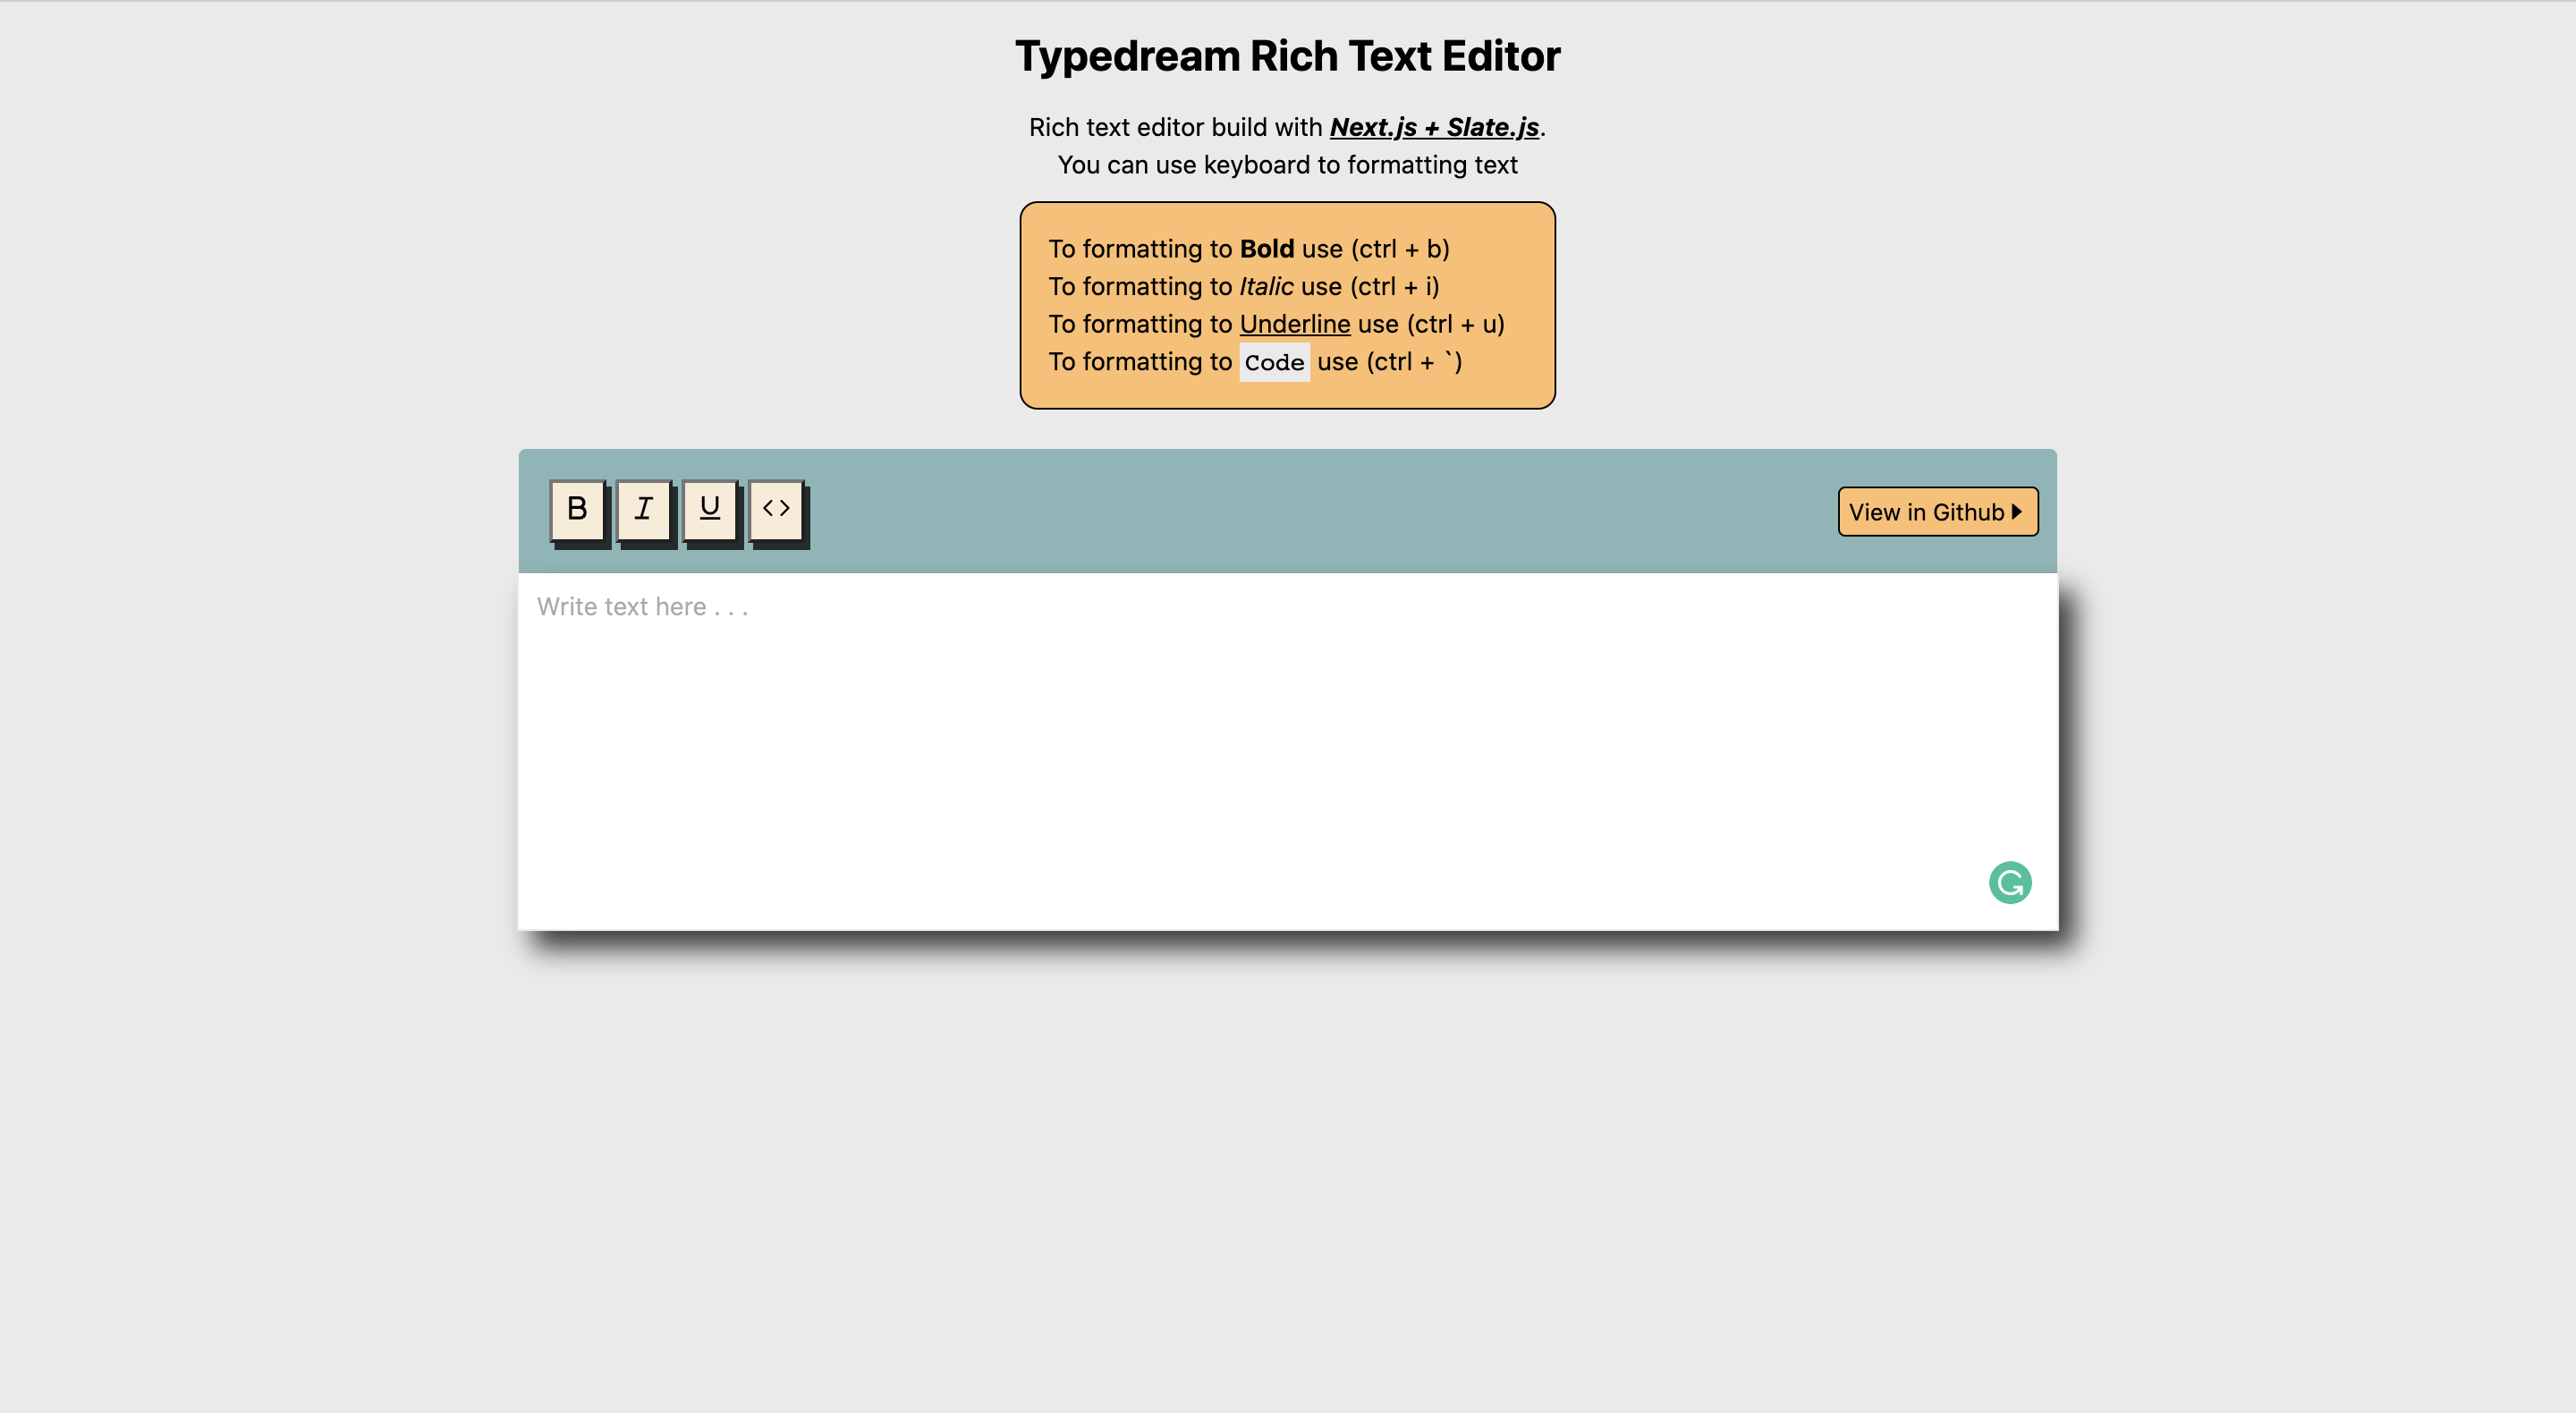 Typedream Rich Text Editor
Rich text editor build with Next.js + Slate.js.
You can use keyboard to formatting text
To formatting to Bold use (ctrl + b)
To formatting to Italic use (ctrl + i)
To formatting to Underline use (ctrl + u)
To formatting to Code use (ctrl + `)
B I U <> View in Github
Write text here . . .